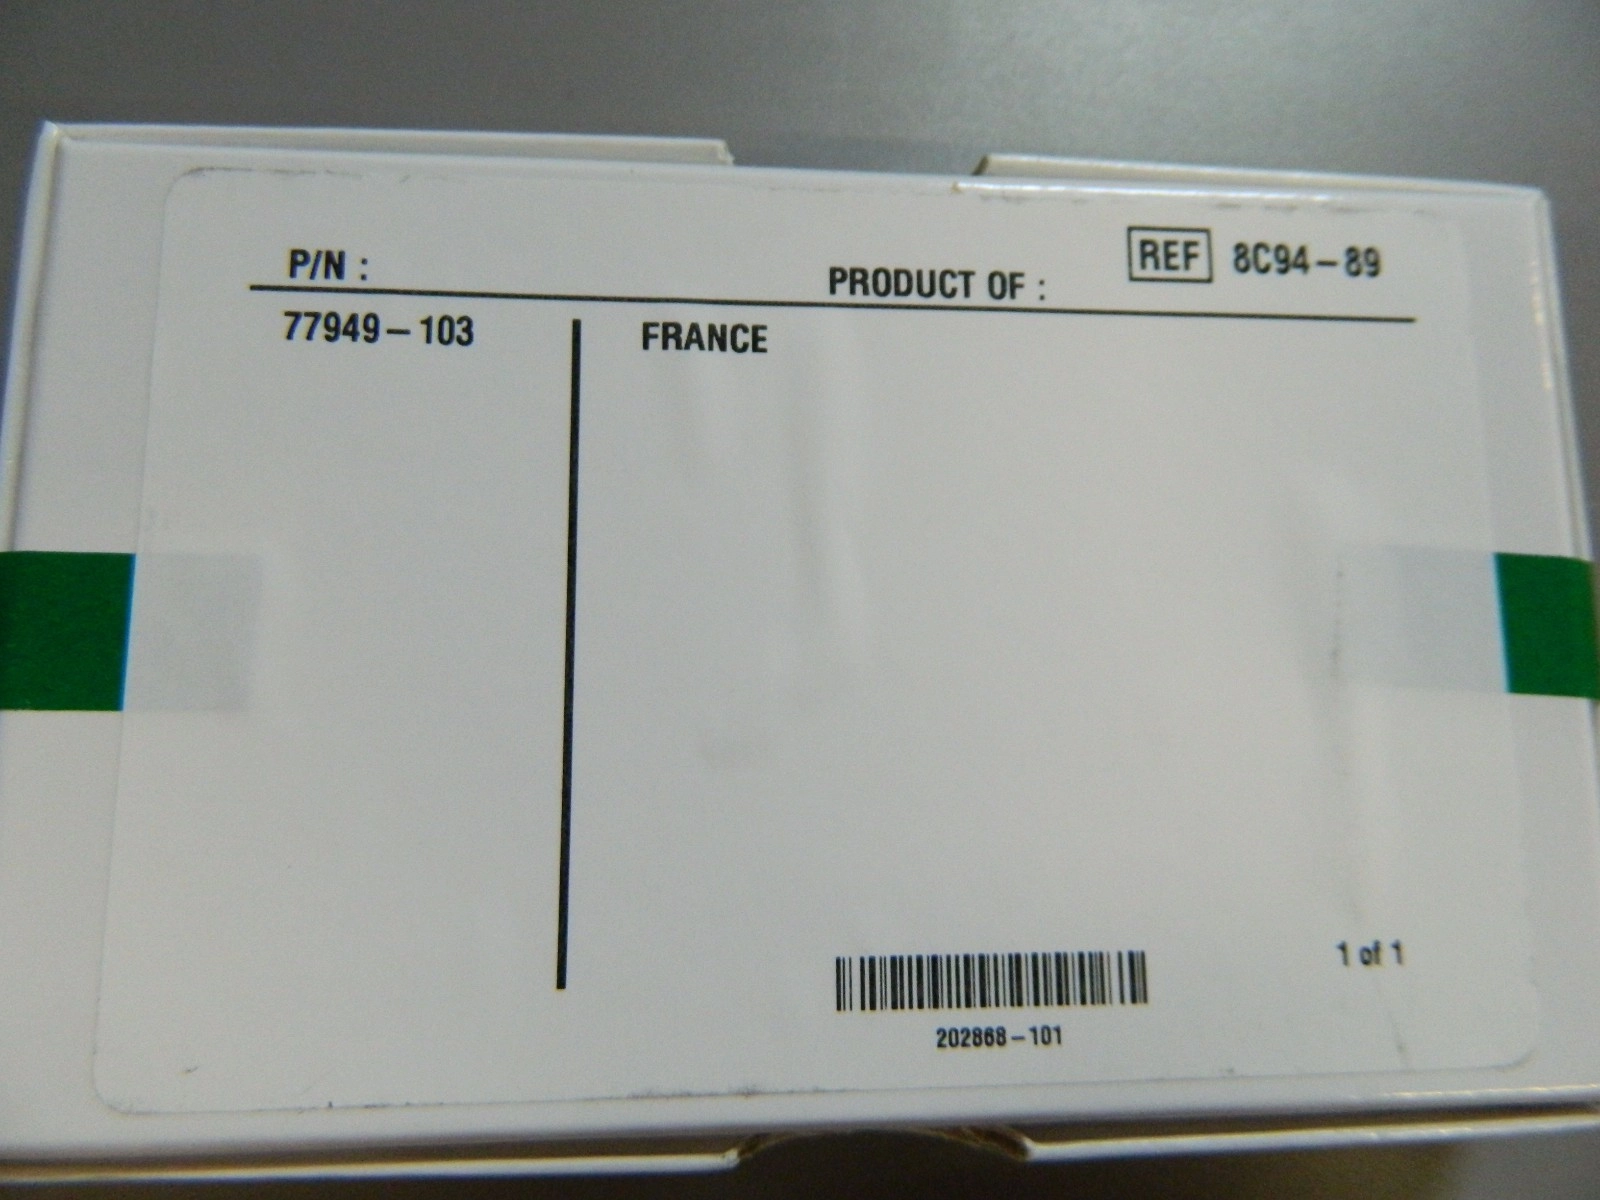 P/N :
PRODUCT OF :
REF 8C94-89
77949-103
FRANCE
1 of 1
202868-101